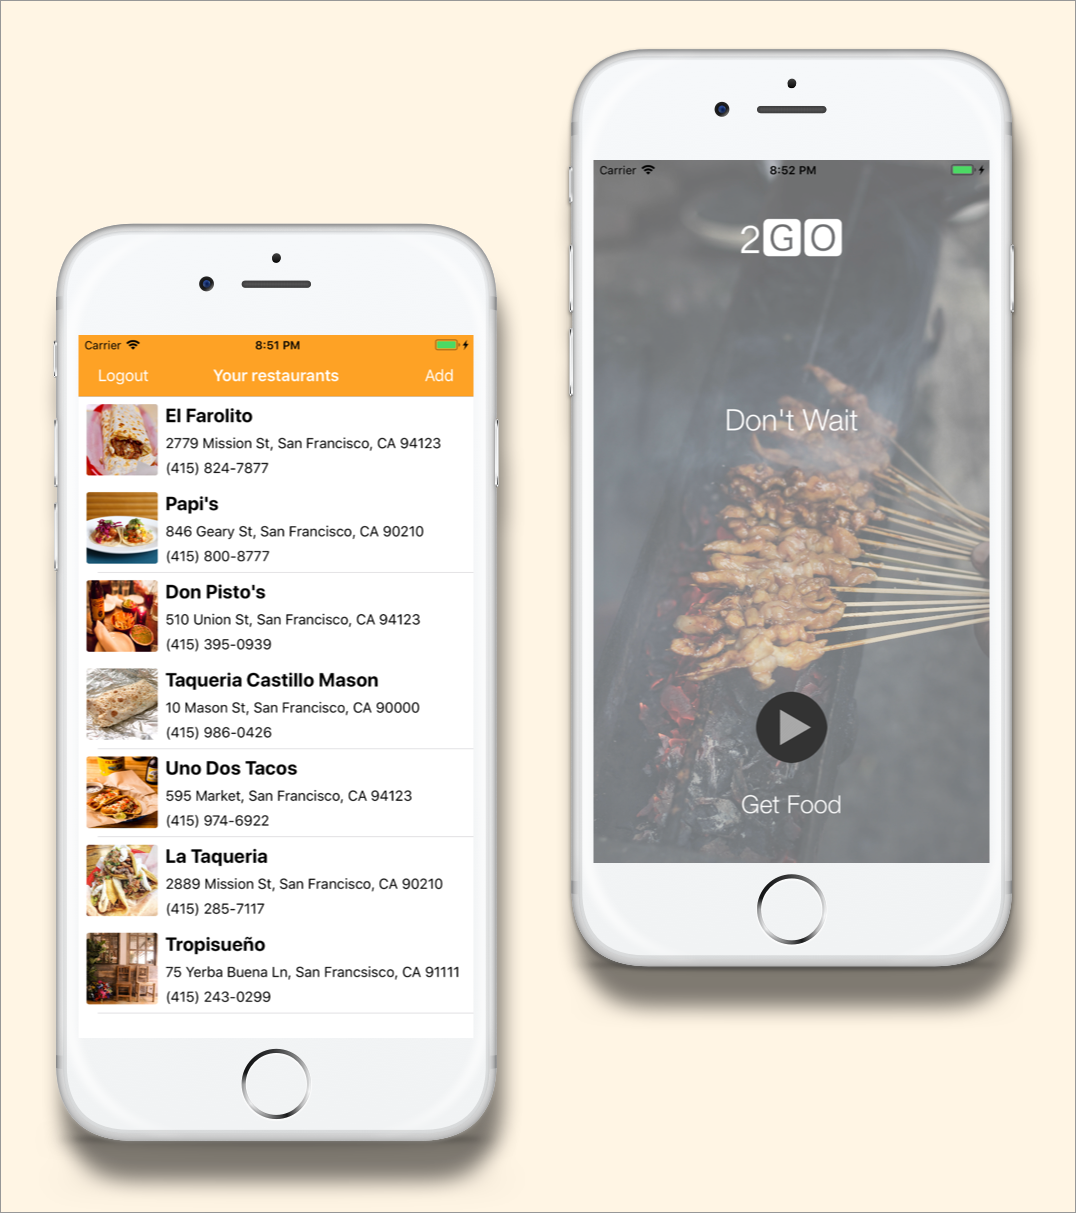 Carrier 8:51 PM
Logout Your restaurants Add
El Farolito
2779 Mission St, San Francisco, CA 94123
(415) 824-7877
Papi's
846 Geary St, San Francisco, CA 90210
(415) 800-8777
Don Pisto's
510 Union St, San Francisco, CA 94123
(415) 395-0939
Taqueria Castillo Mason
10 Mason St, San Francisco, CA 90000
(415) 986-0426
Uno Dos Tacos
595 Market, San Francisco, CA 94123
(415) 974-6922
La Taqueria
2889 Mission St, San Francisco, CA 90210
(415) 285-7117
Tropisueño
75 Yerba Buena Ln, San Francsisco, CA 91111
(415) 243-0299
Carrier 8:52 PM
2GO
Don't Wait
Get Food